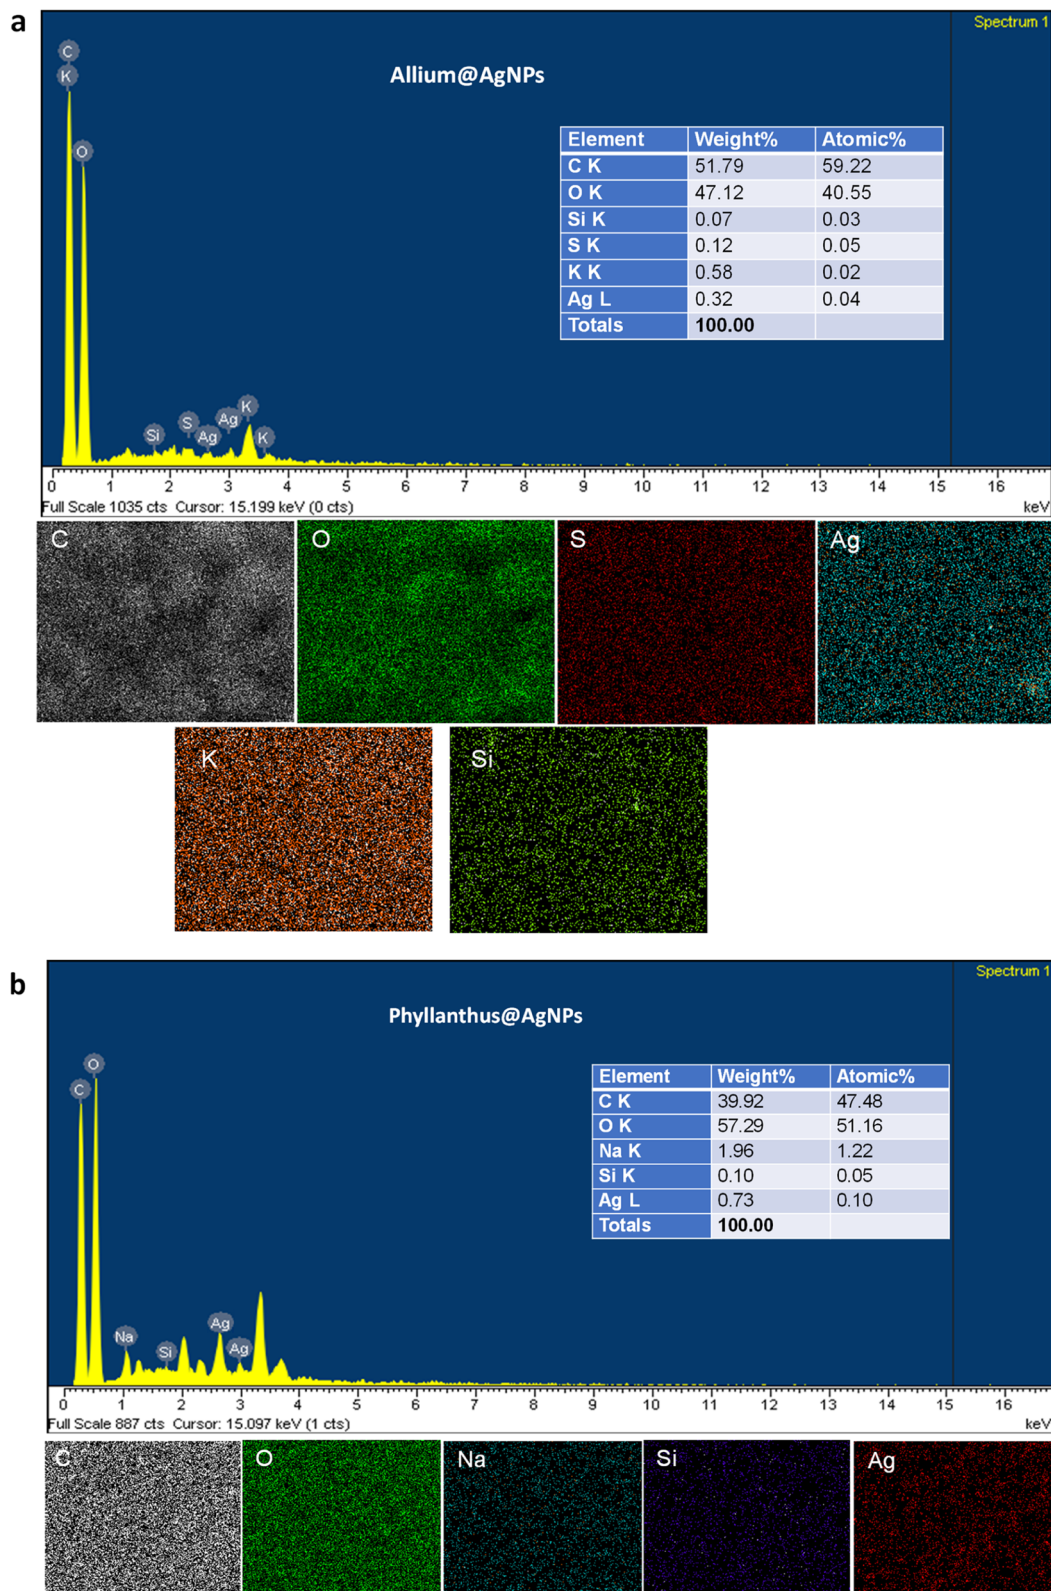 a
Spectrum 1
Allium@AgNPs
C
K
O
Si
S
Ag
Ag
K
K
Element Weight% Atomic%
C K 51.79 59.22
O K 47.12 40.55
Si K 0.07 0.03
S K 0.12 0.05
K K 0.58 0.02
Ag L 0.32 0.04
Totals 100.00
0 1 2 3 4 5 6 7 8 9 10 11 12 13 14 15 16
Full Scale 1035 cts Cursor: 15.199 keV (0 cts) keV
C O S Ag
K Si
b
Spectrum 1
Phyllanthus@AgNPs
C
O
Na
Si
Ag
Ag
Element Weight% Atomic%
C K 39.92 47.48
O K 57.29 51.16
Na K 1.96 1.22
Si K 0.10 0.05
Ag L 0.73 0.10
Totals 100.00
0 1 2 3 4 5 6 7 8 9 10 11 12 13 14 15 16
Full Scale 887 cts Cursor: 15.097 keV (1 cts) keV
C O Na Si Ag